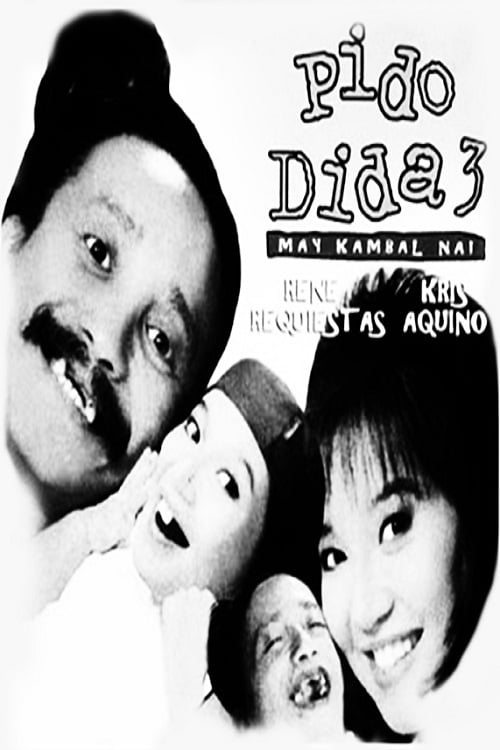 Pido
Dida 3
MAY KAMBAL NA!
RENE KRIS
REQUIESTAS AQUINO